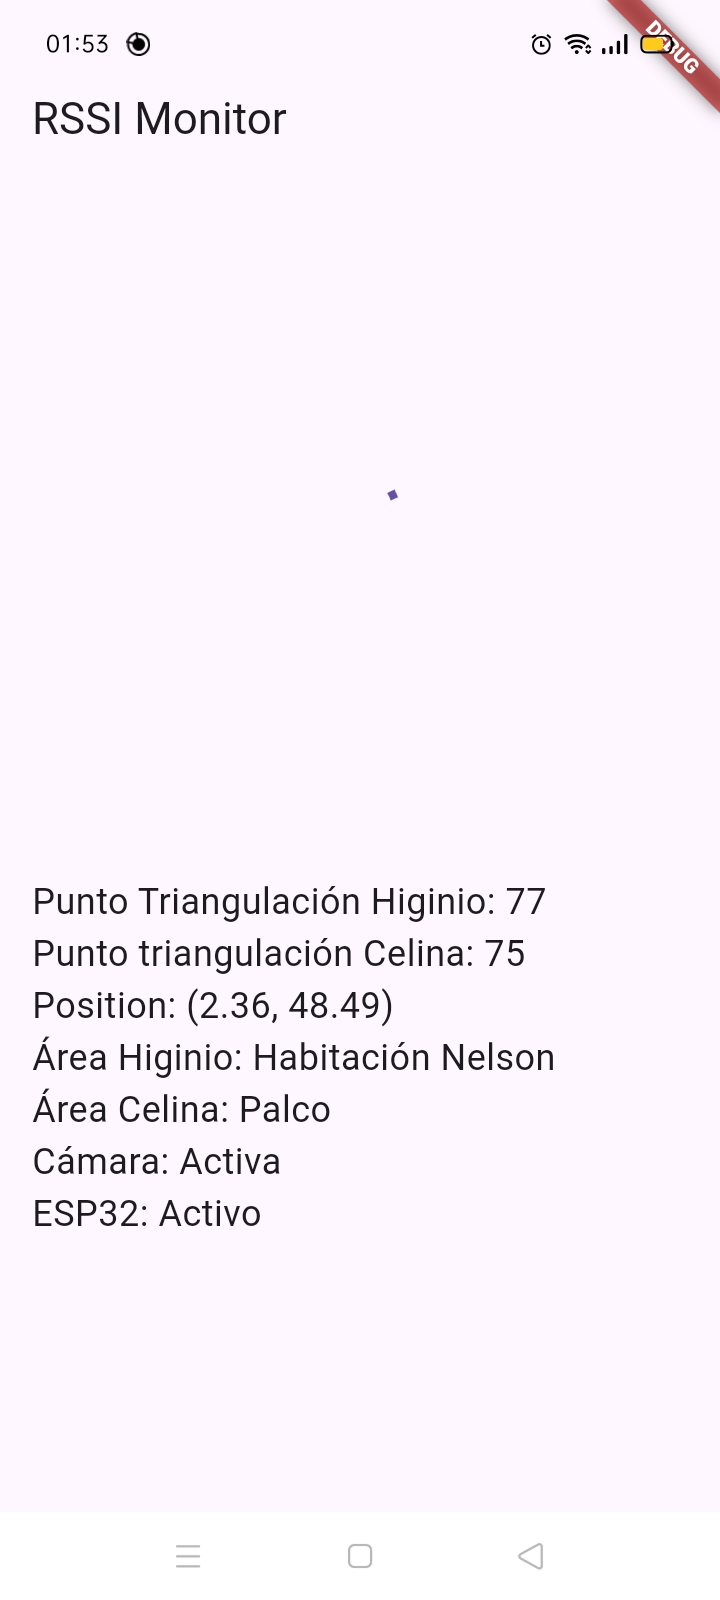 01:53
DEBUG
RSSI Monitor
Punto Triangulación Higinio: 77
Punto triangulación Celina: 75
Position: (2.36, 48.49)
Área Higinio: Habitación Nelson
Área Celina: Palco
Cámara: Activa
ESP32: Activo